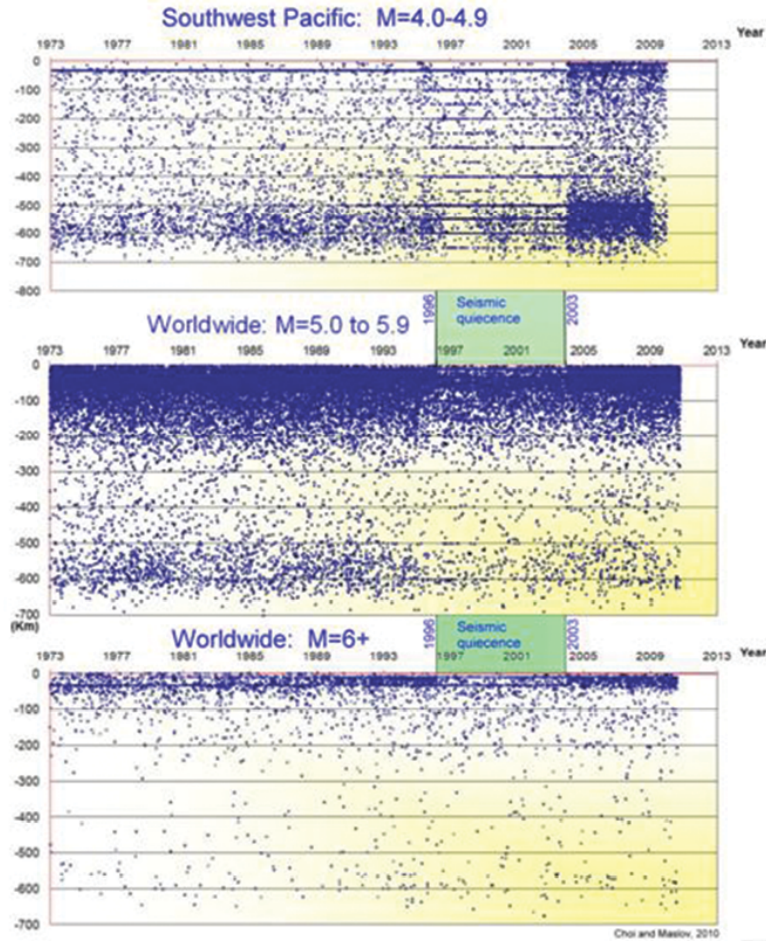 Southwest Pacific: M=4.0-4.9
Year
1973 1977 1981 1985 1989 1993 1997 2001 2005 2009 2013
0
-100
-200
-300
-400
-500
-600
-700
-800
1996
Seismic
quiecence
2003
Worldwide: M=5.0 to 5.9
Year
1973 1977 1981 1985 1989 1993 1997 2001 2005 2009 2013
0
-100
-200
-300
-400
-500
-600
-700
(Km)
1996
Seismic
quiecence
2003
Worldwide: M=6+
Year
1973 1977 1981 1985 1989 1993 1997 2001 2005 2009 2013
0
-100
-200
-300
-400
-500
-600
-700
Choi and Maslov, 2010